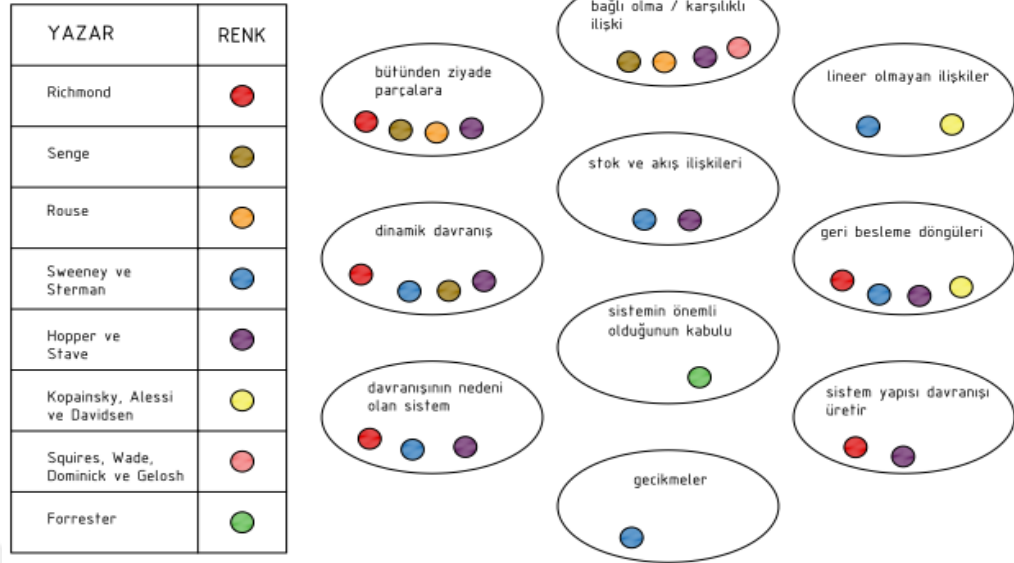 YAZAR
RENK
Richmond
Senge
Rouse
Sweeney ve
Sterman
Hopper ve
Stave
Kopainsky, Alessi
ve Davidsen
Squires, Wade,
Dominick ve Gelosh
Forrester
bütünden ziyade
parçalara
dinamik davranış
davranışının nedeni
olan sistem
bağlı olma / karşılıklı
ilişki
stok ve akış ilişkileri
sistemin önemli
olduğunun kabulu
gecikmeler
lineer olmayan ilişkiler
geri besleme döngüleri
sistem yapısı davranışı
üretir